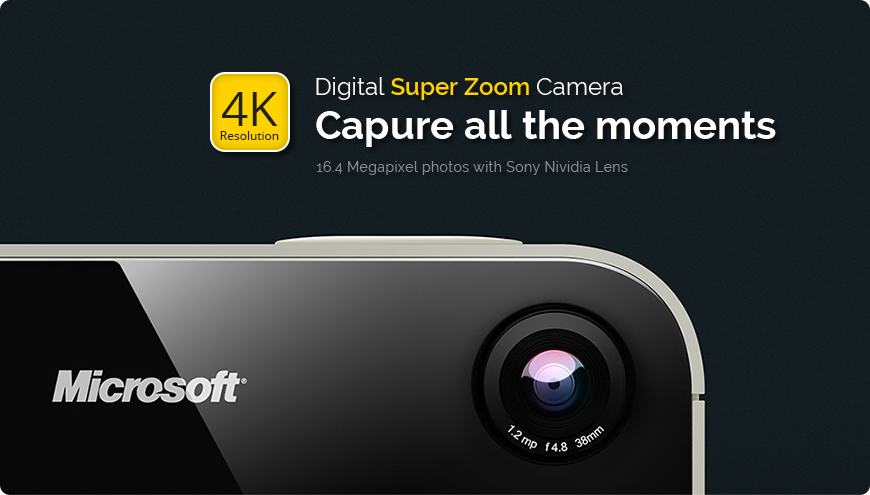 4K
Resolution
Digital Super Zoom Camera
Capure all the moments
16.4 Megapixel photos with Sony Nividia Lens
Microsoft®
1.2 mp f 4.8 38mm